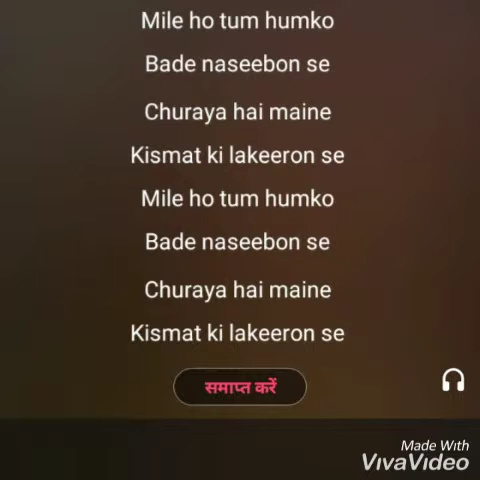 Mile ho tum humko
Bade naseebon se
Churaya hai maine
Kismat ki lakeeron se
Mile ho tum humko
Bade naseebon se
Churaya hai maine
Kismat ki lakeeron se
समाप्त करें
Made With
VivaVideo